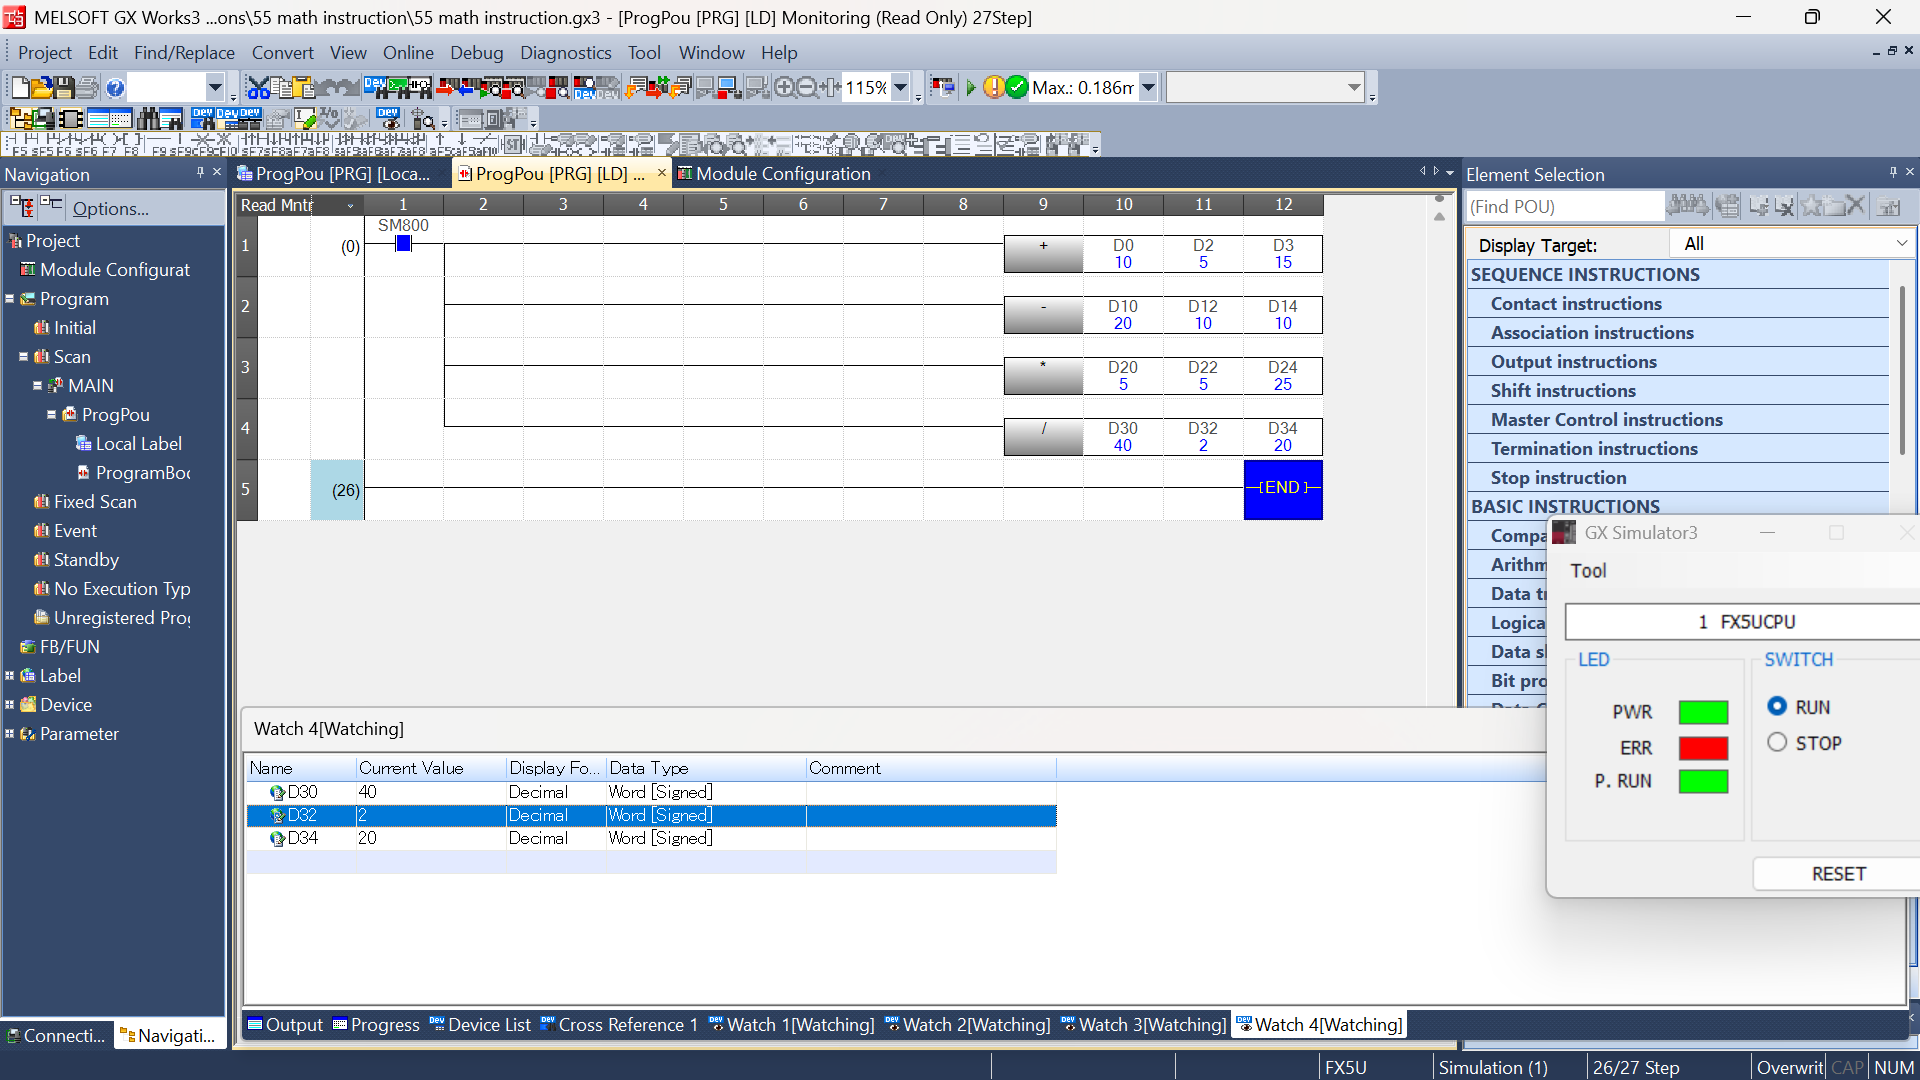 MELSOFT GX Works3 ...ons\55 math instruction\55 math instruction.gx3 - [ProgPou [PRG] [LD] Monitoring (Read Only) 27Step]
Project Edit Find/Replace Convert View Online Debug Diagnostics Tool Window Help
115% Max.: 0.186m
Navigation
ProgPou [PRG] [Loca... ProgPou [PRG] [LD] ... Module Configuration
Element Selection
Options...
(Find POU)
Display Target: All
Project
Module Configurat
Program
Initial
Scan
MAIN
ProgPou
Local Label
ProgramBo
Fixed Scan
Event
Standby
No Execution Typ
Unregistered Pro
FB/FUN
Label
Device
Parameter
Connecti... Navigati...
Read Mntr 1 2 3 4 5 6 7 8 9 10 11 12
SM800
1 (0) + D0 D2 D3
10 5 15
2 - D10 D12 D14
20 10 10
3 * D20 D22 D24
5 5 25
4 / D30 D32 D34
40 2 20
5 (26) [END]
SEQUENCE INSTRUCTIONS
Contact instructions
Association instructions
Output instructions
Shift instructions
Master Control instructions
Termination instructions
Stop instruction
BASIC INSTRUCTIONS
Compa
Arithm
Data t
Logica
Data s
Bit pro
GX Simulator3
Tool
1 FX5UCPU
LED SWITCH
PWR RUN
ERR STOP
P. RUN
RESET
Watch 4[Watching]
Name Current Value Display Fo... Data Type Comment
D30 40 Decimal Word [Signed]
D32 2 Decimal Word [Signed]
D34 20 Decimal Word [Signed]
Output Progress Device List Cross Reference 1 Watch 1[Watching] Watch 2[Watching] Watch 3[Watching] Watch 4[Watching]
FX5U Simulation (1) 26/27 Step Overwrit CAP NUM